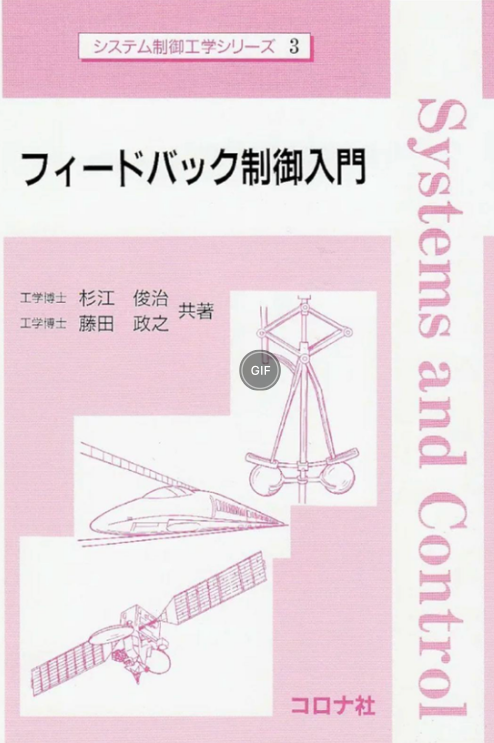 システム制御工学シリーズ 3
フィードバック制御入門
工学博士 杉江 俊治
工学博士 藤田 政之 共著
GIF
コロナ社
Systems and Control